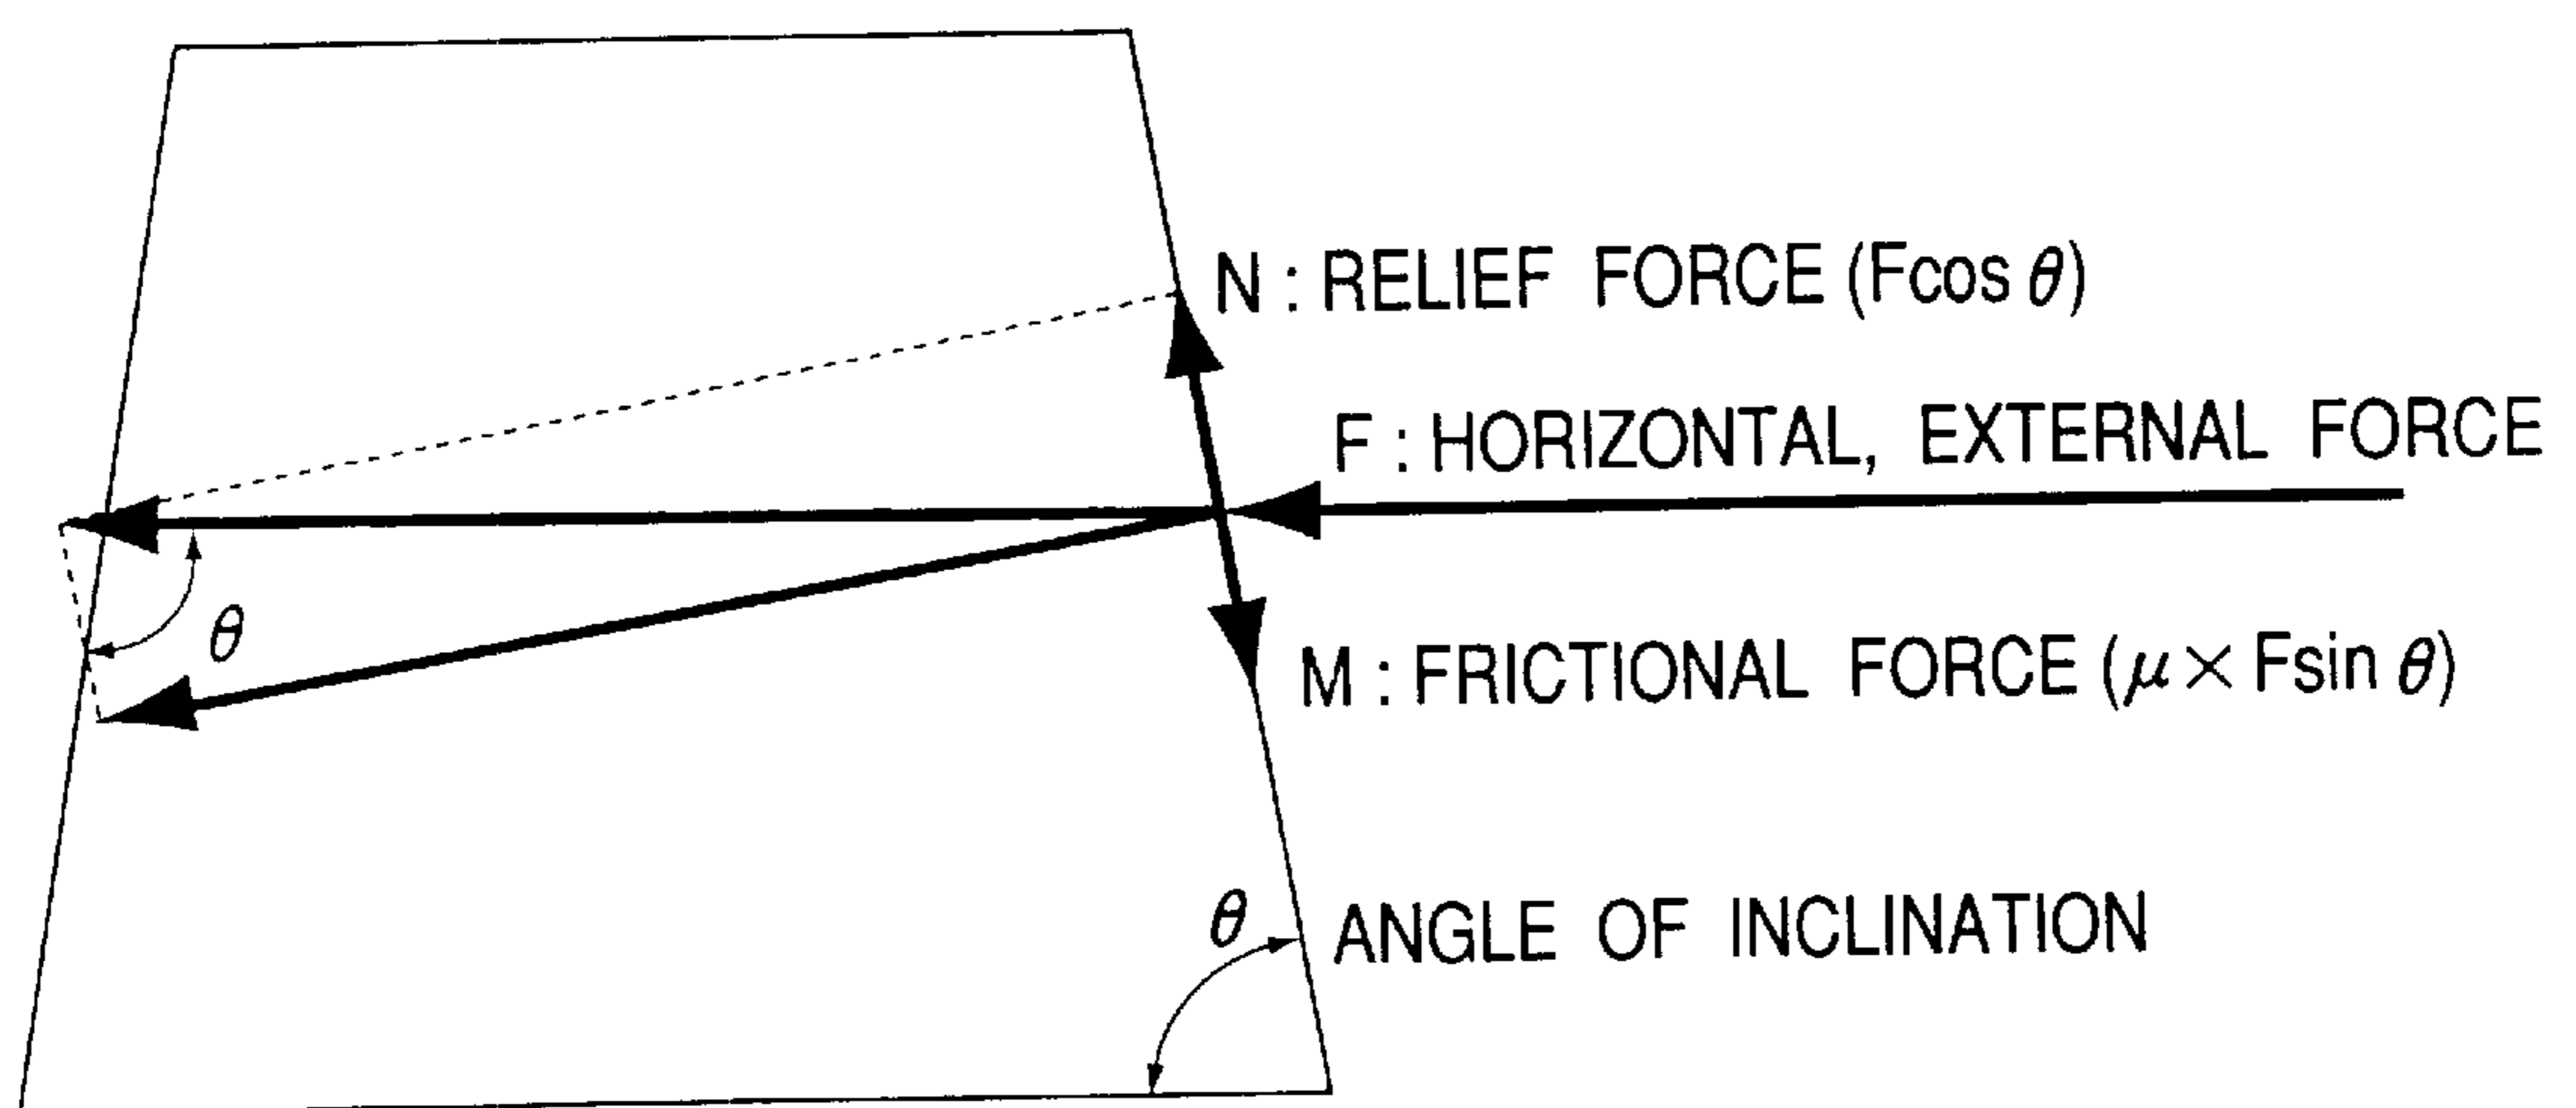 N : RELIEF FORCE (Fcos θ)
F : HORIZONTAL, EXTERNAL FORCE
θ
M : FRICTIONAL FORCE (μ × Fsin θ)
θ ANGLE OF INCLINATION